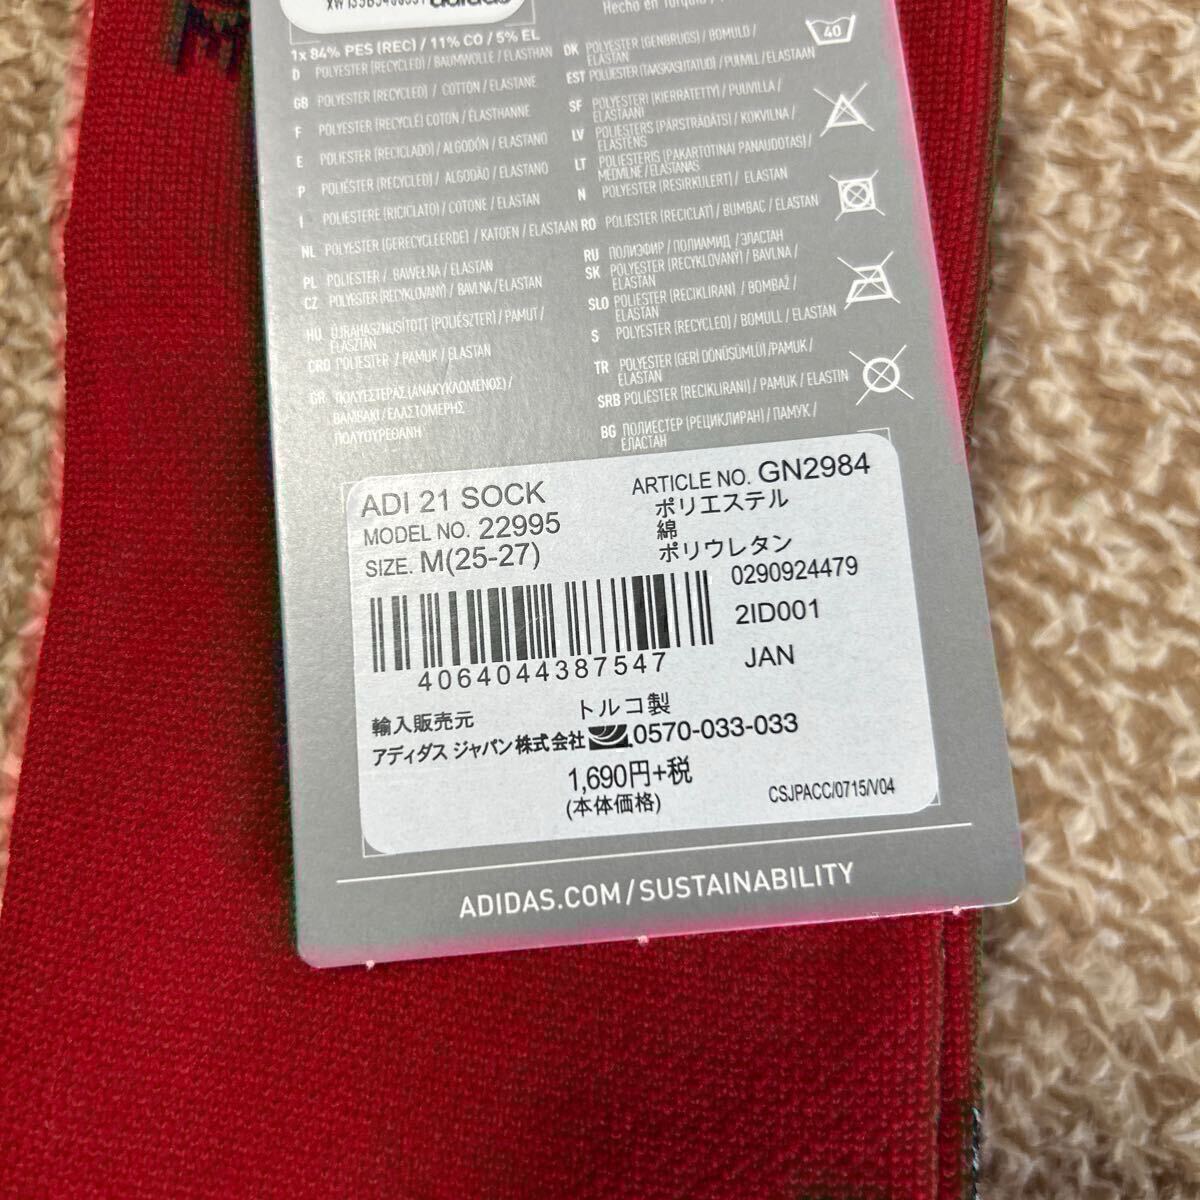 adidas
Hecho en Turquía /
40
M
1x 84% PES (REC) / 11% CO / 5% EL
D POLYESTER (RECYCLED) / BAUMWOLLE / ELASTHAN
GB POLYESTER (RECYCLED) / COTTON / ELASTANE
F POLYESTER (RECYCLÉ) COTON / ÉLASTHANNE
E POLIÉSTER (RECICLADO) / ALGODÓN / ELASTANO
P POLIÉSTER (RECYCLED) / ALGODÃO / ELASTANO
I POLIESTERE (RICICLATO) / COTONE / ELASTAN
NL POLYESTER (GERECYCLEERDE) / KATOEN / ELASTAAN
PL POLIESTER / BAWEŁNA / ELASTAN
CZ POLYESTER (RECYKLOVANÝ) / BAVLNA / ELASTAN
HU ÚJRAHASZNOSÍTOTT (POLIÉSZTER) / PAMUT /
ELASZTÁN
CRO POLIESTER / PAMUK / ELASTAN
GR ΠΟΛΥΕΣΤΕΡΑΣ (ΑΝΑΚΥΚΛΩΜΕΝΟΣ) /
ΒΑΜΒΑΚΙ / ΕΛΑΣΤΟΜΕΡΗΣ
ΠΟΛΥΟΥΡΕΘΑΝΗ
DK POLYESTER (GENBRUGS) / BOMULD /
ELASTAN
EST POLÜESTER (TAASKASUTATUD) / PUUVILL / ELASTAAN
SF POLYESTERI (KIERRÄTETTY) / PUUVILLA /
ELASTAANI
LV POLIESTERS (PĀRSTRĀDĀTS) / KOKVILNA /
ELASTĒNS
LT POLIESTERIS (PAKARTOTINAI PANAUDOTAS) /
MEDVILNĖ / ELASTANAS
N POLYESTER (RESIRKULERT) / ELASTAN
RO POLIESTER (RECICLAT) / BUMBAC / ELASTAN
RU ПОЛИЭФИР / ПОЛИАМИД / ЭЛАСТАН
SK POLYESTER (RECYKLOVANÝ) / BAVLNA /
ELASTAN
SLO POLIESTER (RECIKLIRAN) / BOMBAŽ /
ELASTAN
S POLYESTER (RECYCLED) / BOMULL / ELASTAN
TR POLYESTER (GERİ DÖNÜŞÜMLÜ) / PAMUK /
ELASTAN
SRB POLIESTER (RECIKLIRANI) / PAMUK / ELASTIN
BG ПОЛИЕСТЕР (РЕЦИКЛИРАН) / ПАМУК /
ЕЛАСТАН
ADI 21 SOCK
ARTICLE NO. GN2984
MODEL NO. 22995
SIZE. M(25-27)
ポリエステル
綿
ポリウレタン
0290924479
2ID001
JAN
4064044387547
トルコ製
輸入販売元
アディダス ジャパン株式会社 0570-033-033
1,690円+税
(本体価格)
CSJPACC/0715/V04
ADIDAS.COM/SUSTAINABILITY